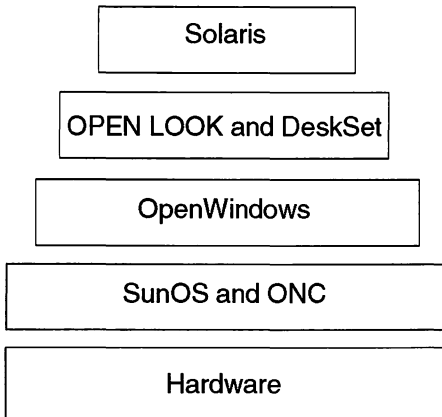 Solaris
OPEN LOOK and DeskSet
OpenWindows
SunOS and ONC
Hardware